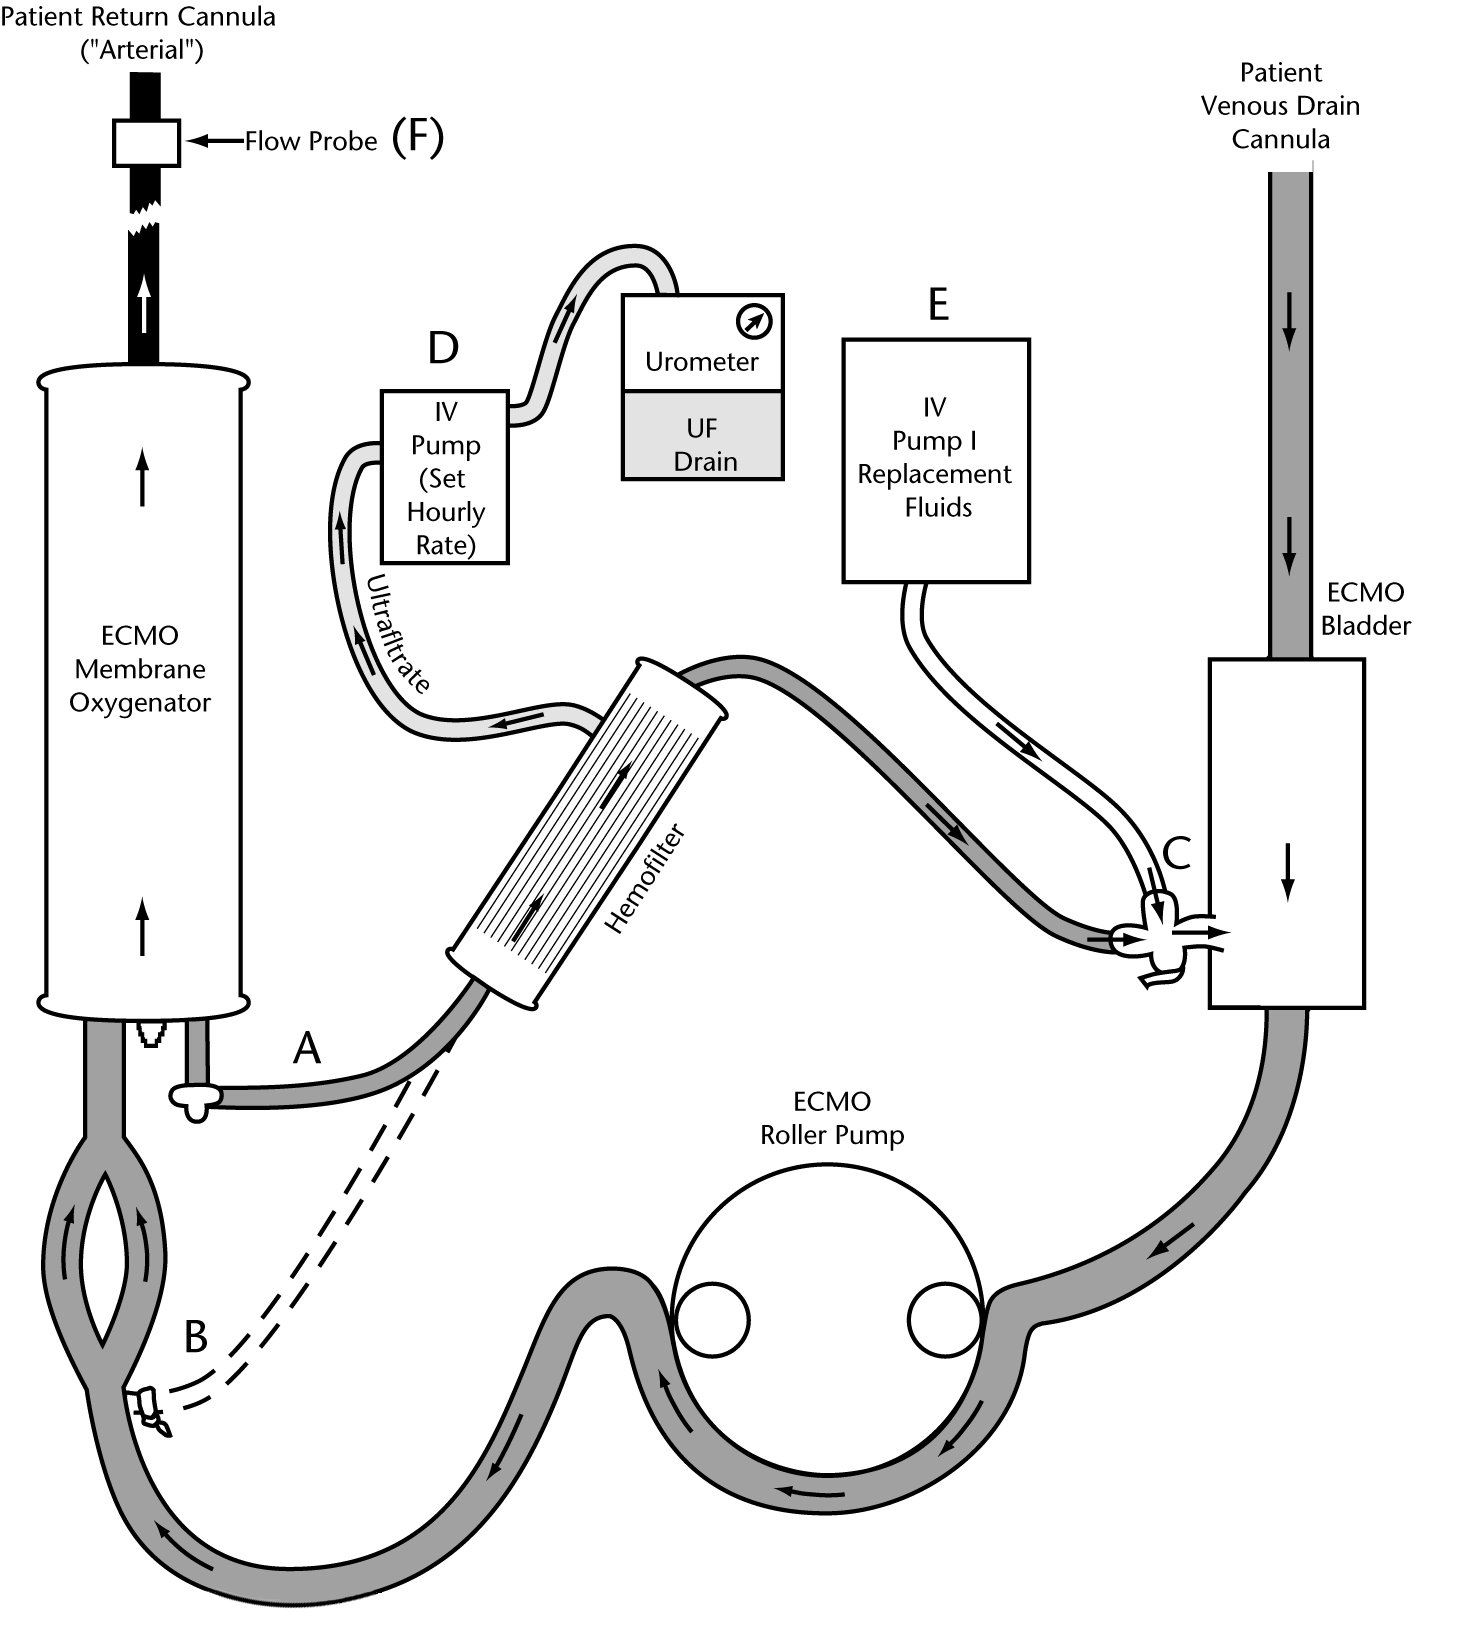 Patient Return Cannula
("Arterial")
Flow Probe (F)
Patient
Venous Drain
Cannula
D
IV
Pump
(Set
Hourly
Rate)
Urometer
UF
Drain
E
IV
Pump I
Replacement
Fluids
Ultrafltrate
ECMO
Bladder
ECMO
Membrane
Oxygenator
Hemofilter
C
A
B
ECMO
Roller Pump